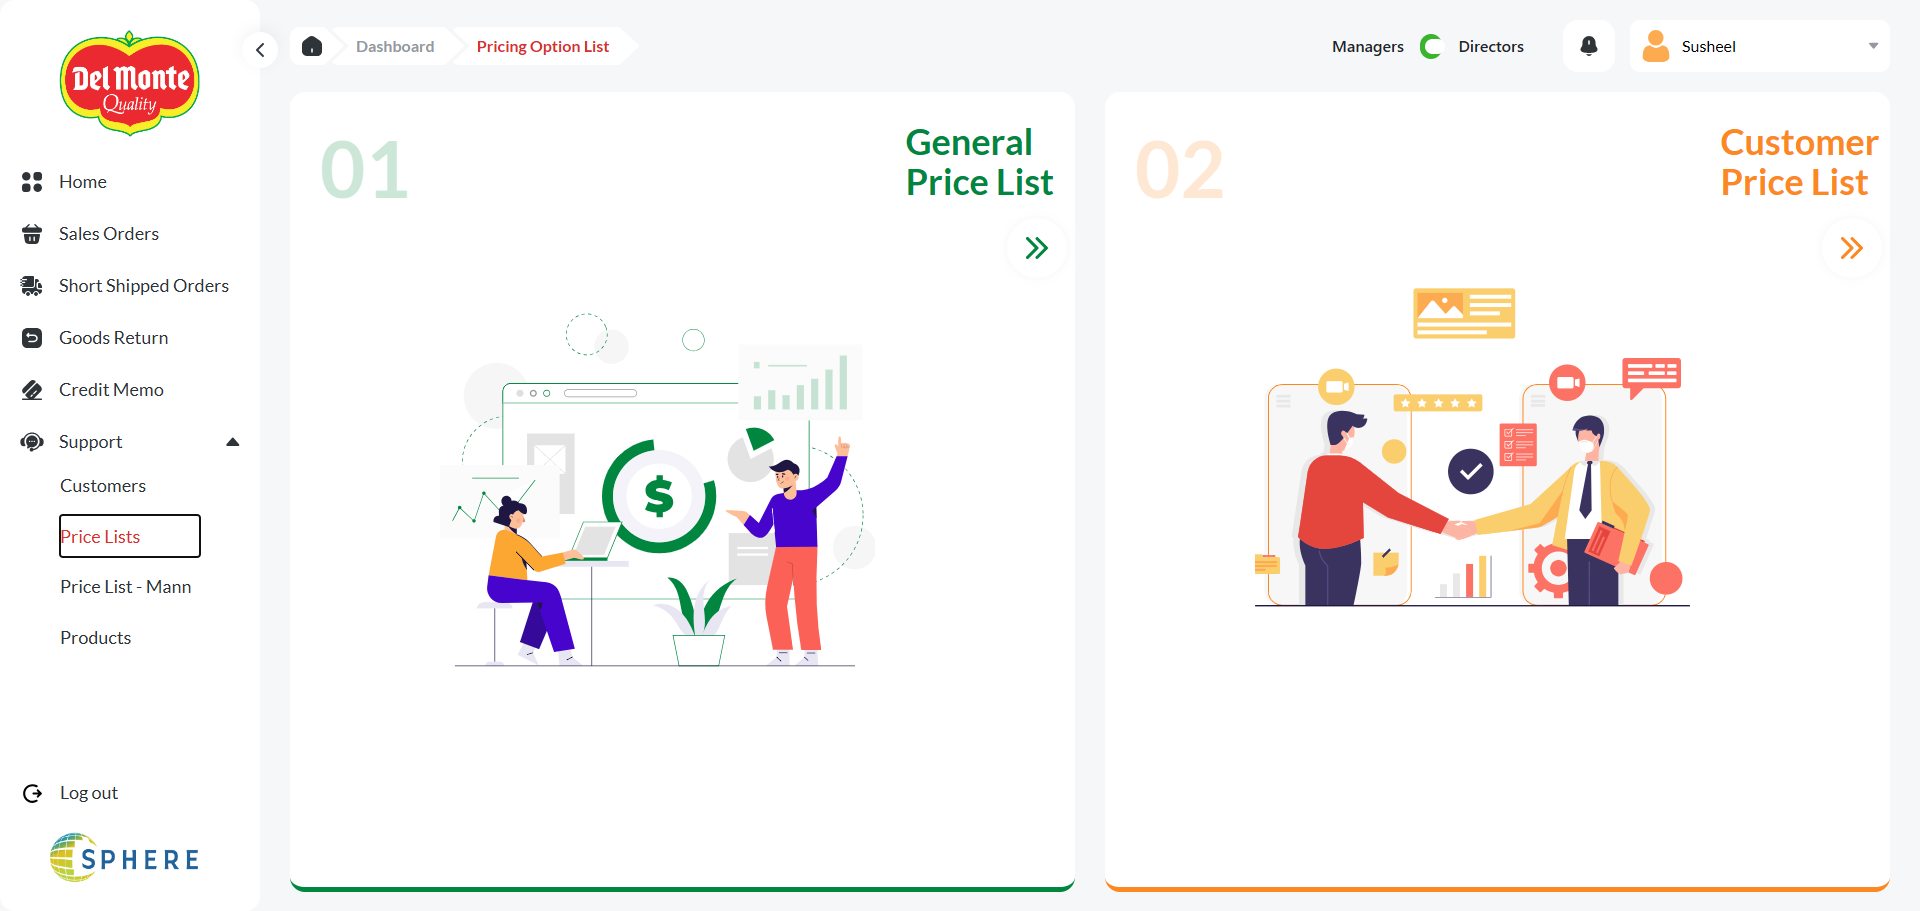 Del Monte
Quality
Home
Sales Orders
Short Shipped Orders
Goods Return
Credit Memo
Support
Customers
Price Lists
Price List - Mann
Products
Log out
SPHERE
Dashboard
Pricing Option List
Managers
Directors
Susheel
01
General
Price List
$
02
Customer
Price List